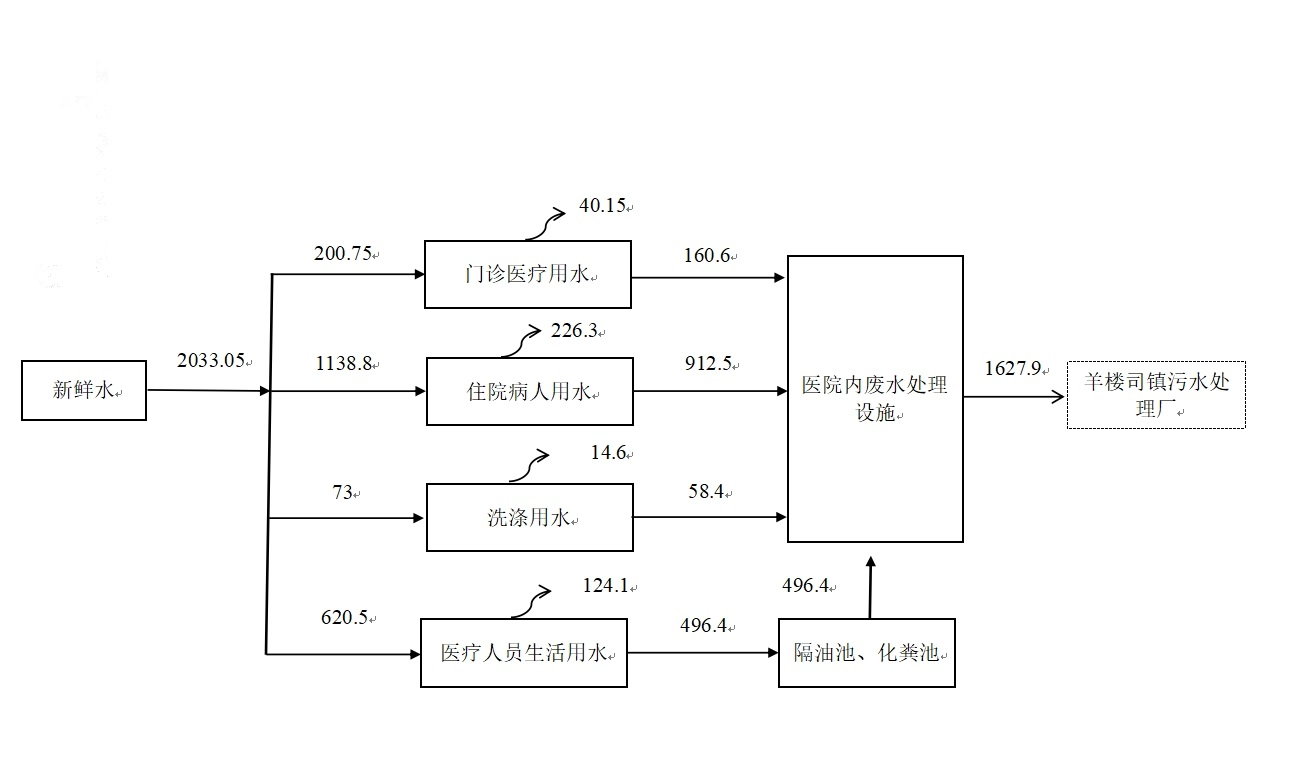 40.15
200.75
门诊医疗用水
160.6
226.3
2033.05
1138.8
912.5
1627.9
新鲜水
住院病人用水
医院内废水处理
设施
羊楼司镇污水处
理厂
14.6
73
58.4
洗涤用水
124.1
496.4
620.5
496.4
医疗人员生活用水
隔油池、化粪池